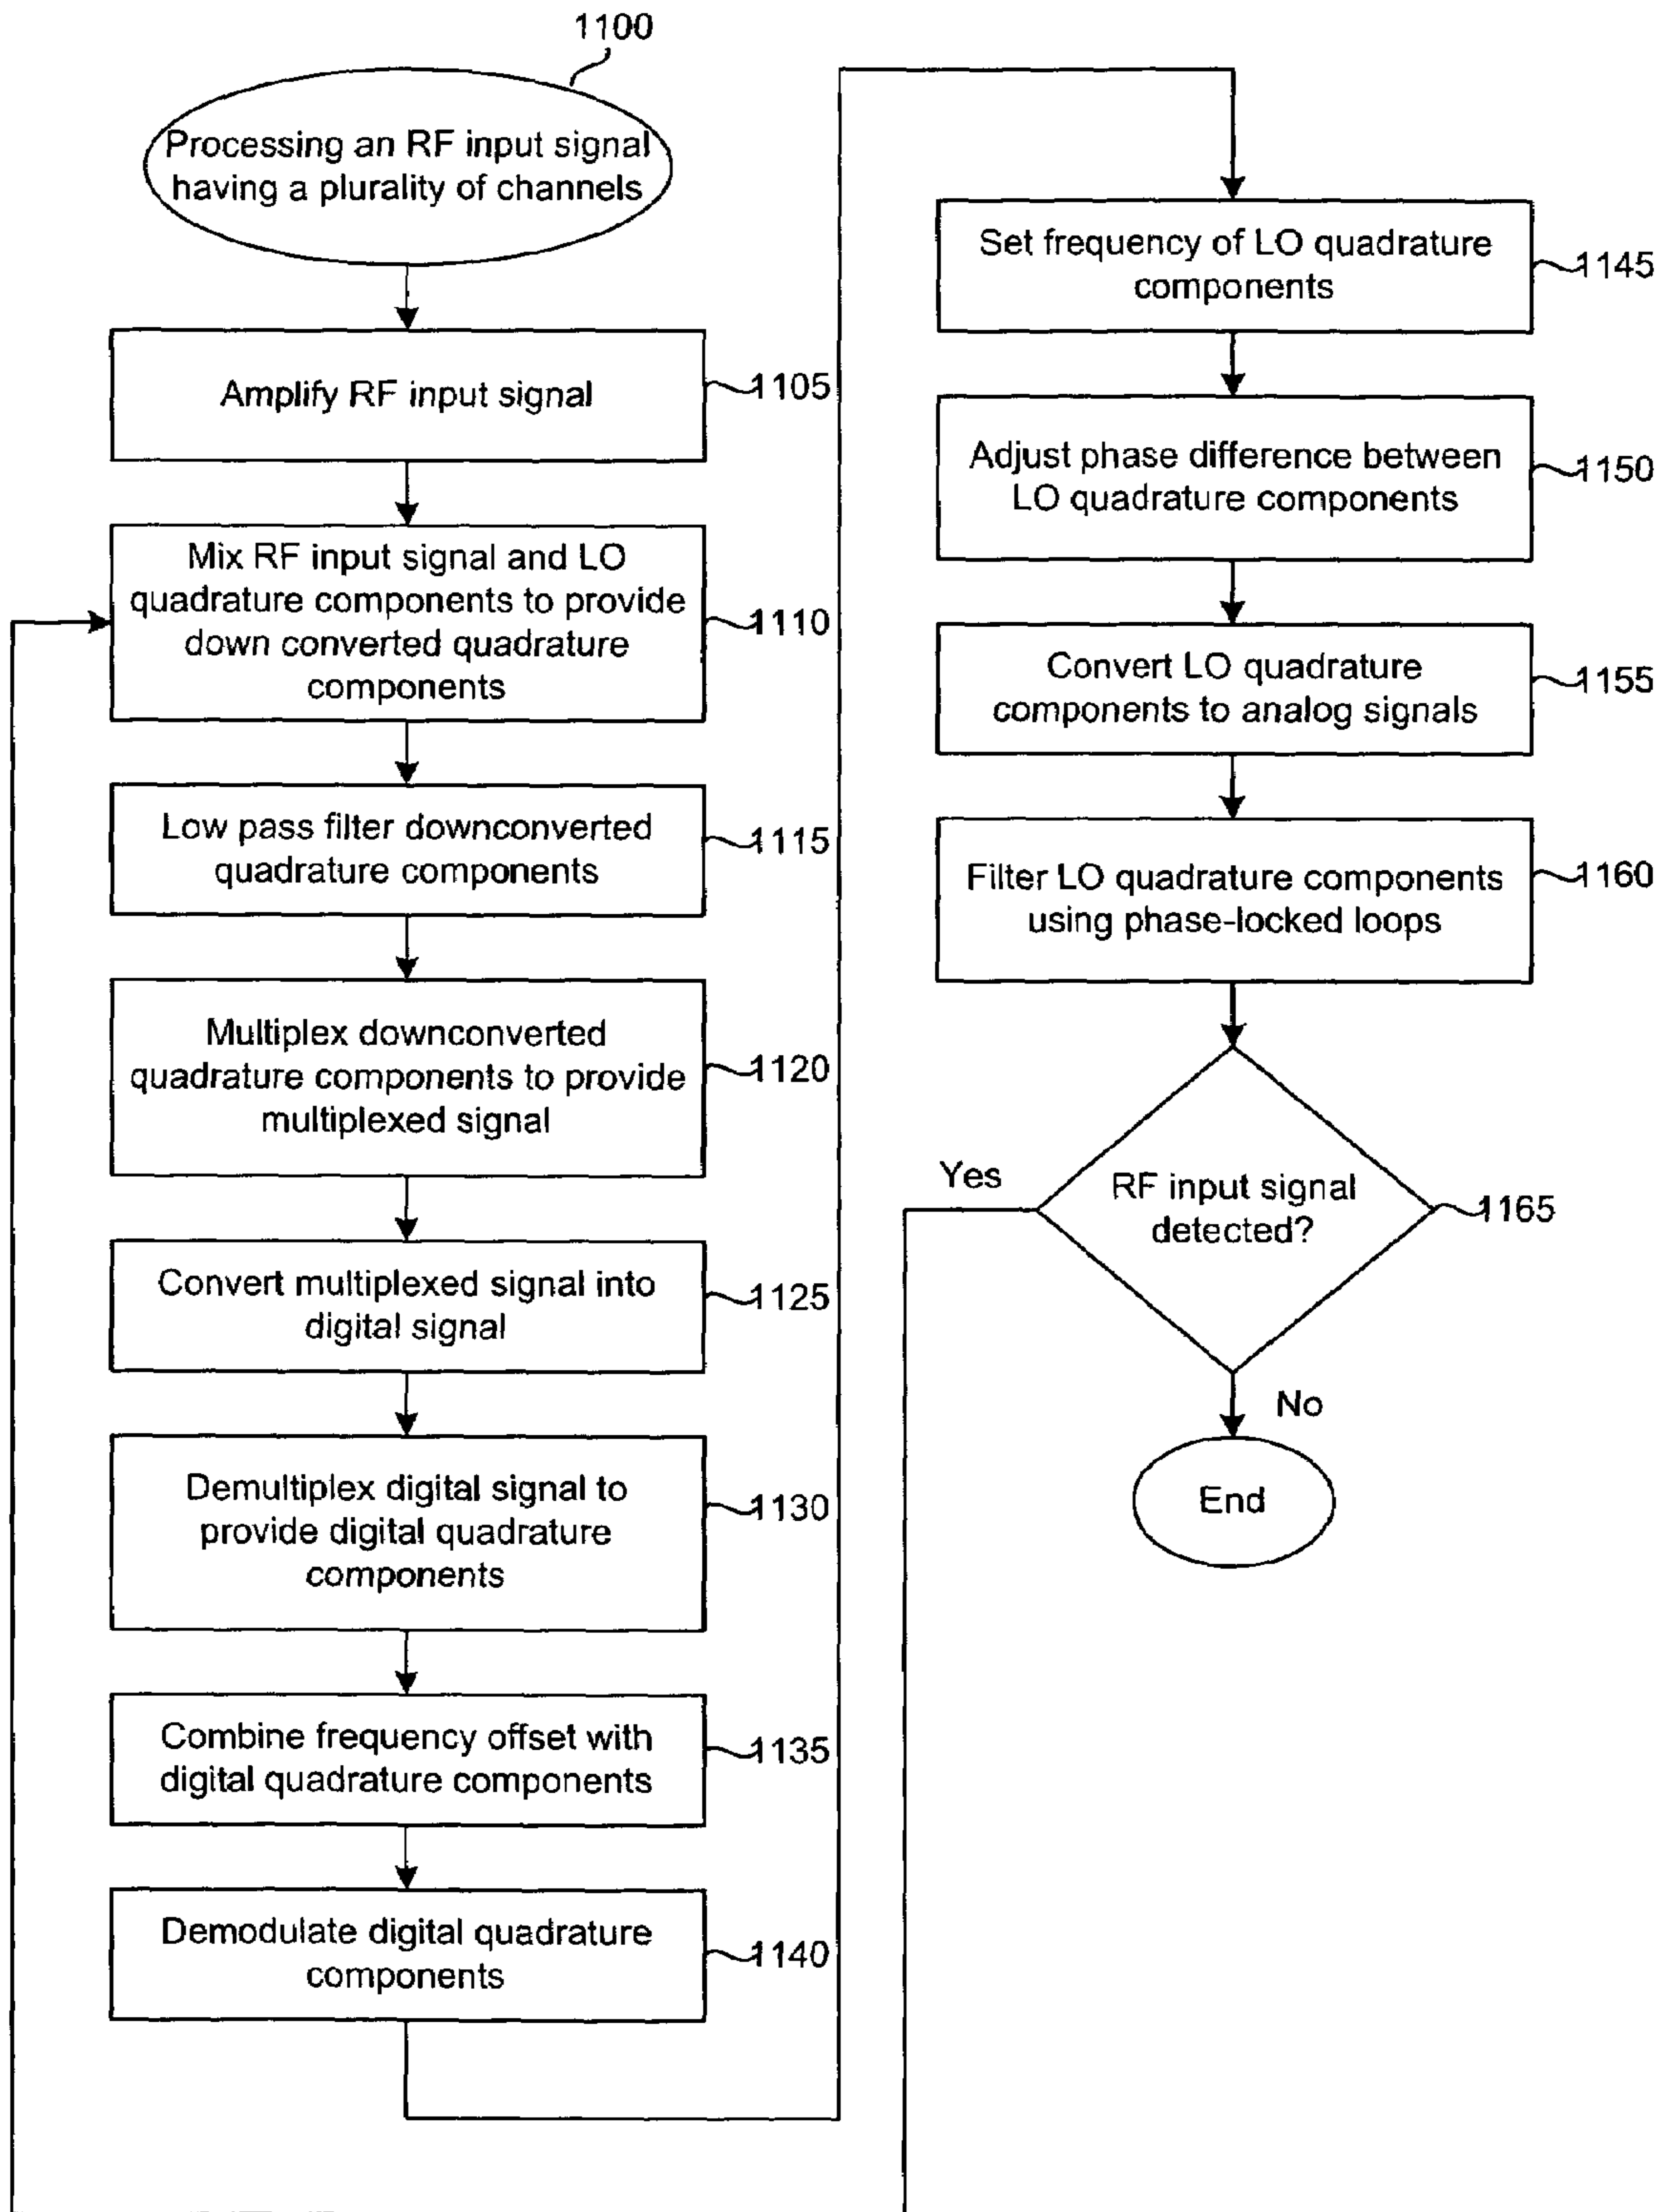 1100
Processing an RF input signal
having a plurality of channels
Amplify RF input signal
1105
Mix RF input signal and LO
quadrature components to provide
down converted quadrature
components
1110
Low pass filter downconverted
quadrature components
1115
Multiplex downconverted
quadrature components to provide
multiplexed signal
1120
Convert multiplexed signal into
digital signal
1125
Demultiplex digital signal to
provide digital quadrature
components
1130
Combine frequency offset with
digital quadrature components
1135
Demodulate digital quadrature
components
1140
Set frequency of LO quadrature
components
1145
Adjust phase difference between
LO quadrature components
1150
Convert LO quadrature
components to analog signals
1155
Filter LO quadrature components
using phase-locked loops
1160
RF input signal
detected?
1165
Yes
No
End